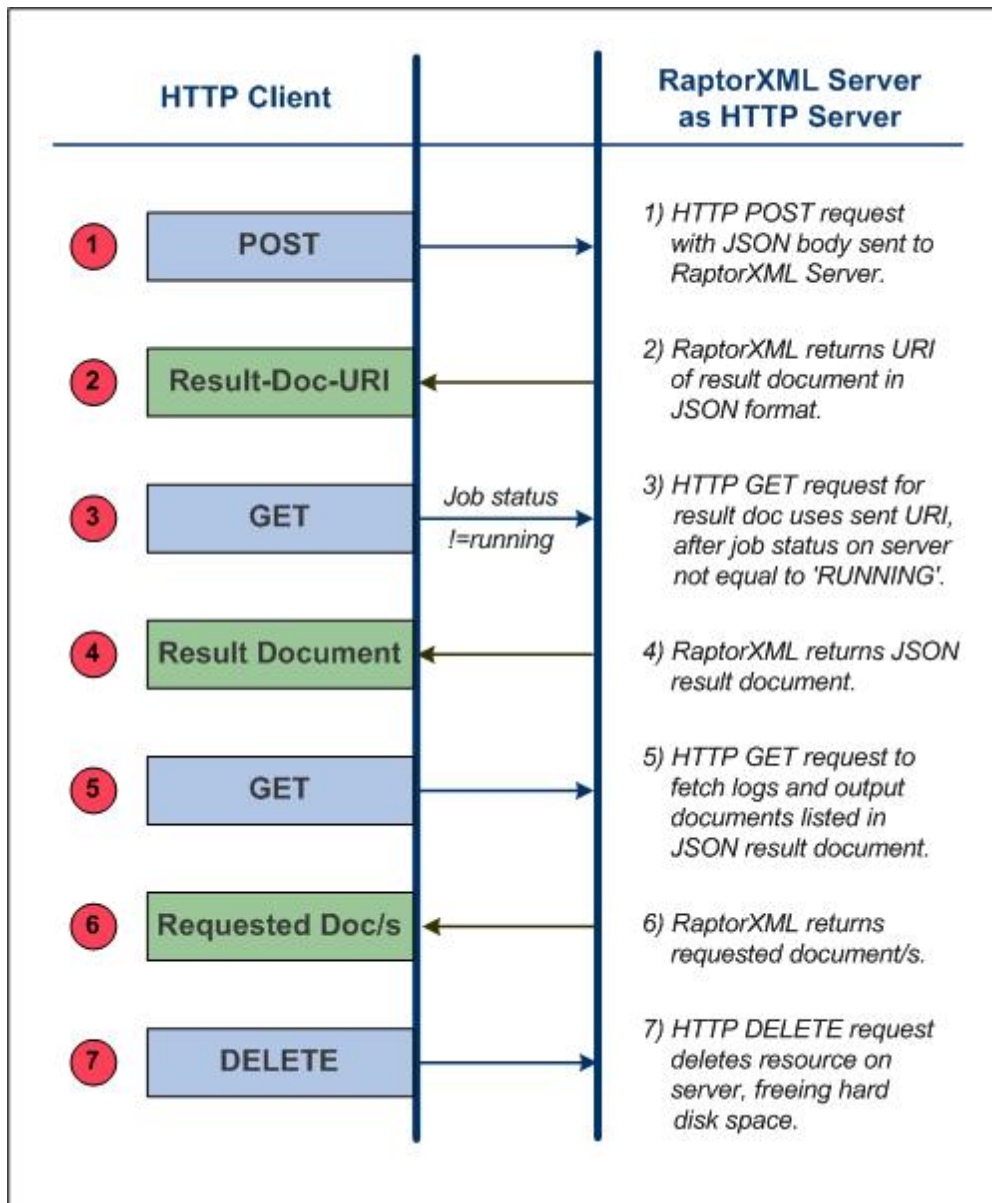 HTTP Client
RaptorXML Server
as HTTP Server
1
POST
1) HTTP POST request
with JSON body sent to
RaptorXML Server.
2
Result-Doc-URI
2) RaptorXML returns URI
of result document in
JSON format.
3
GET
Job status
!=running
3) HTTP GET request for
result doc uses sent URI,
after job status on server
not equal to 'RUNNING'.
4
Result Document
4) RaptorXML returns JSON
result document.
5
GET
5) HTTP GET request to
fetch logs and output
documents listed in
JSON result document.
6
Requested Doc/s
6) RaptorXML returns
requested document/s.
7
DELETE
7) HTTP DELETE request
deletes resource on
server, freeing hard
disk space.